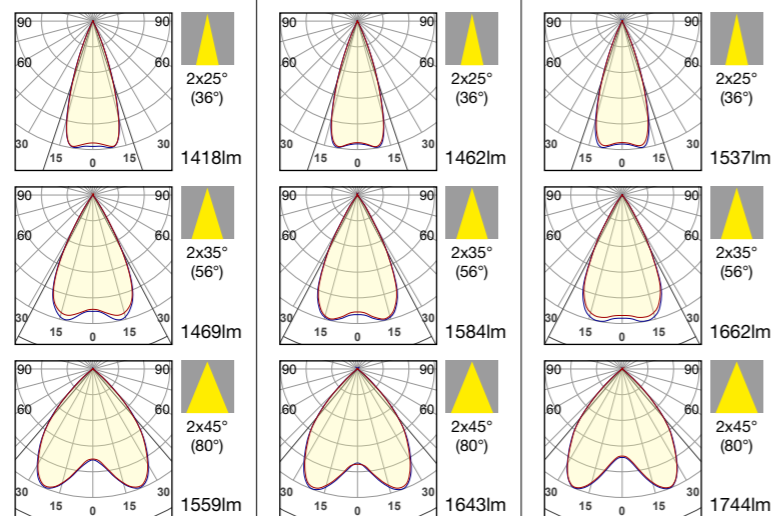 90 90
60 60
30 15 0 15 30
2x25°
(36°)
1418lm
90 90
60 60
30 15 0 15 30
2x25°
(36°)
1462lm
90 90
60 60
30 15 0 15 30
2x25°
(36°)
1537lm
90 90
60 60
30 15 0 15 30
2x35°
(56°)
1469lm
90 90
60 60
30 15 0 15 30
2x35°
(56°)
1584lm
90 90
60 60
30 15 0 15 30
2x35°
(56°)
1662lm
90 90
60 60
30 15 0 15 30
2x45°
(80°)
1559lm
90 90
60 60
30 15 0 15 30
2x45°
(80°)
1643lm
90 90
60 60
30 15 0 15 30
2x45°
(80°)
1744lm